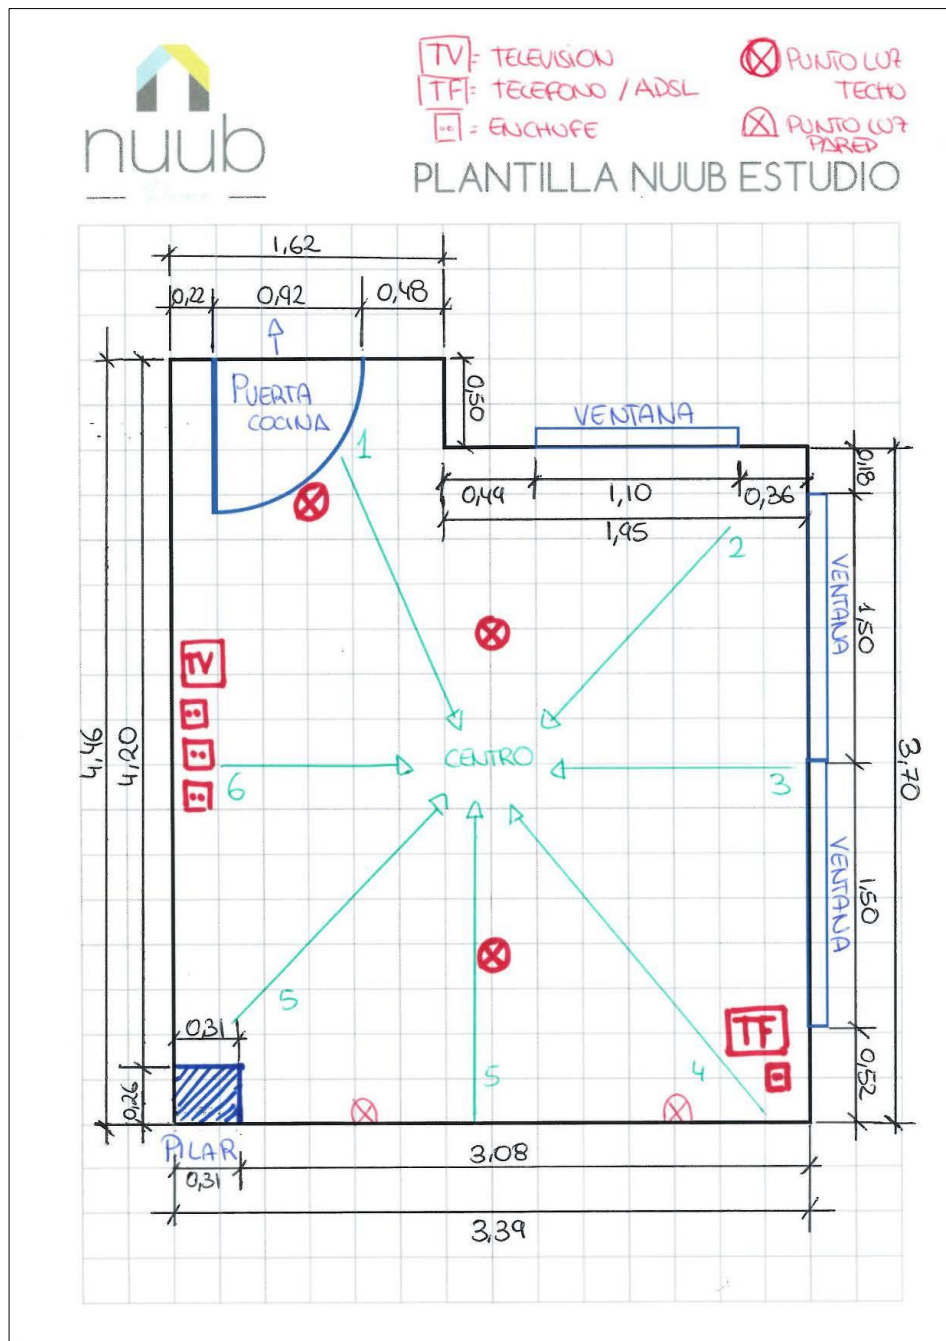 nuub
TV = TELEVISION
TF = TELEFONO / ADSL
= ENCHUFE
PUNTO LUZ
TECHO
PUNTO LUZ
PARED
PLANTILLA NUUB ESTUDIO
1,62
0,22
0,92
0,48
PUERTA
COCINA
1
0,50
VENTANA
0,49
1,10
0,36
1,95
0,18
2
VENTANA
1,50
TV
4,46
4,20
CENTRO
6
3
3,70
VENTANA
1,50
5
0,31
TF
5
4
0,52
0,26
PILAR
0,31
3,08
3,39